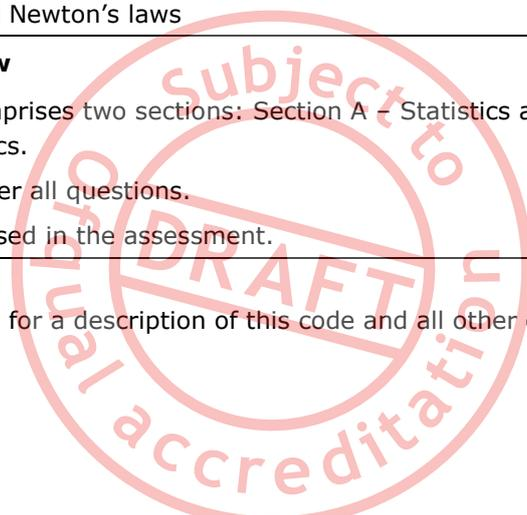 Newton’s laws
w
prises two sections: Section A – Statistics a
cs.
er all questions.
sed in the assessment.
for a description of this code and all other
Subject to
Ofqual accreditation
DRAFT